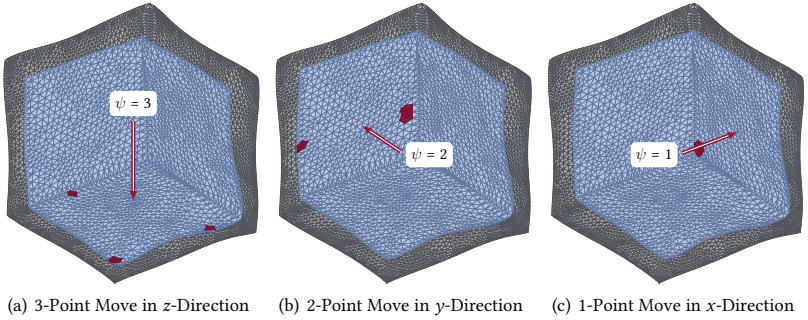 ψ = 3
ψ = 2
ψ = 1
(a) 3-Point Move in z-Direction
(b) 2-Point Move in y-Direction
(c) 1-Point Move in x-Direction